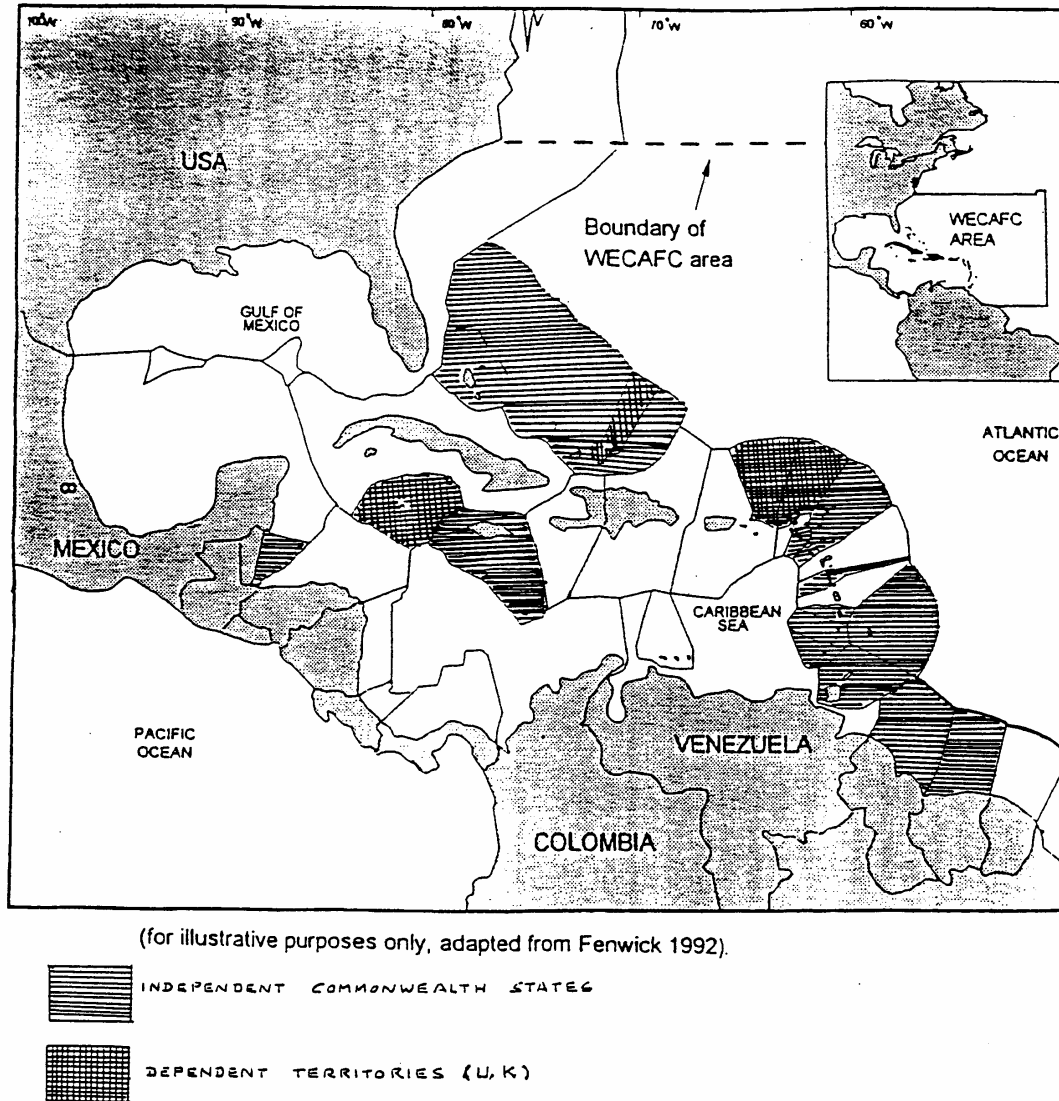 100°W
90°W
80°W
70°W
60°W
USA
Boundary of
WECAFC area
WECAFC
AREA
GULF OF
MEXICO
ATLANTIC
OCEAN
MEXICO
CARIBBEAN
SEA
PACIFIC
OCEAN
VENEZUELA
COLOMBIA
(for illustrative purposes only, adapted from Fenwick 1992).
INDEPENDENT COMMONWEALTH STATES
DEPENDENT TERRITORIES (U,K)